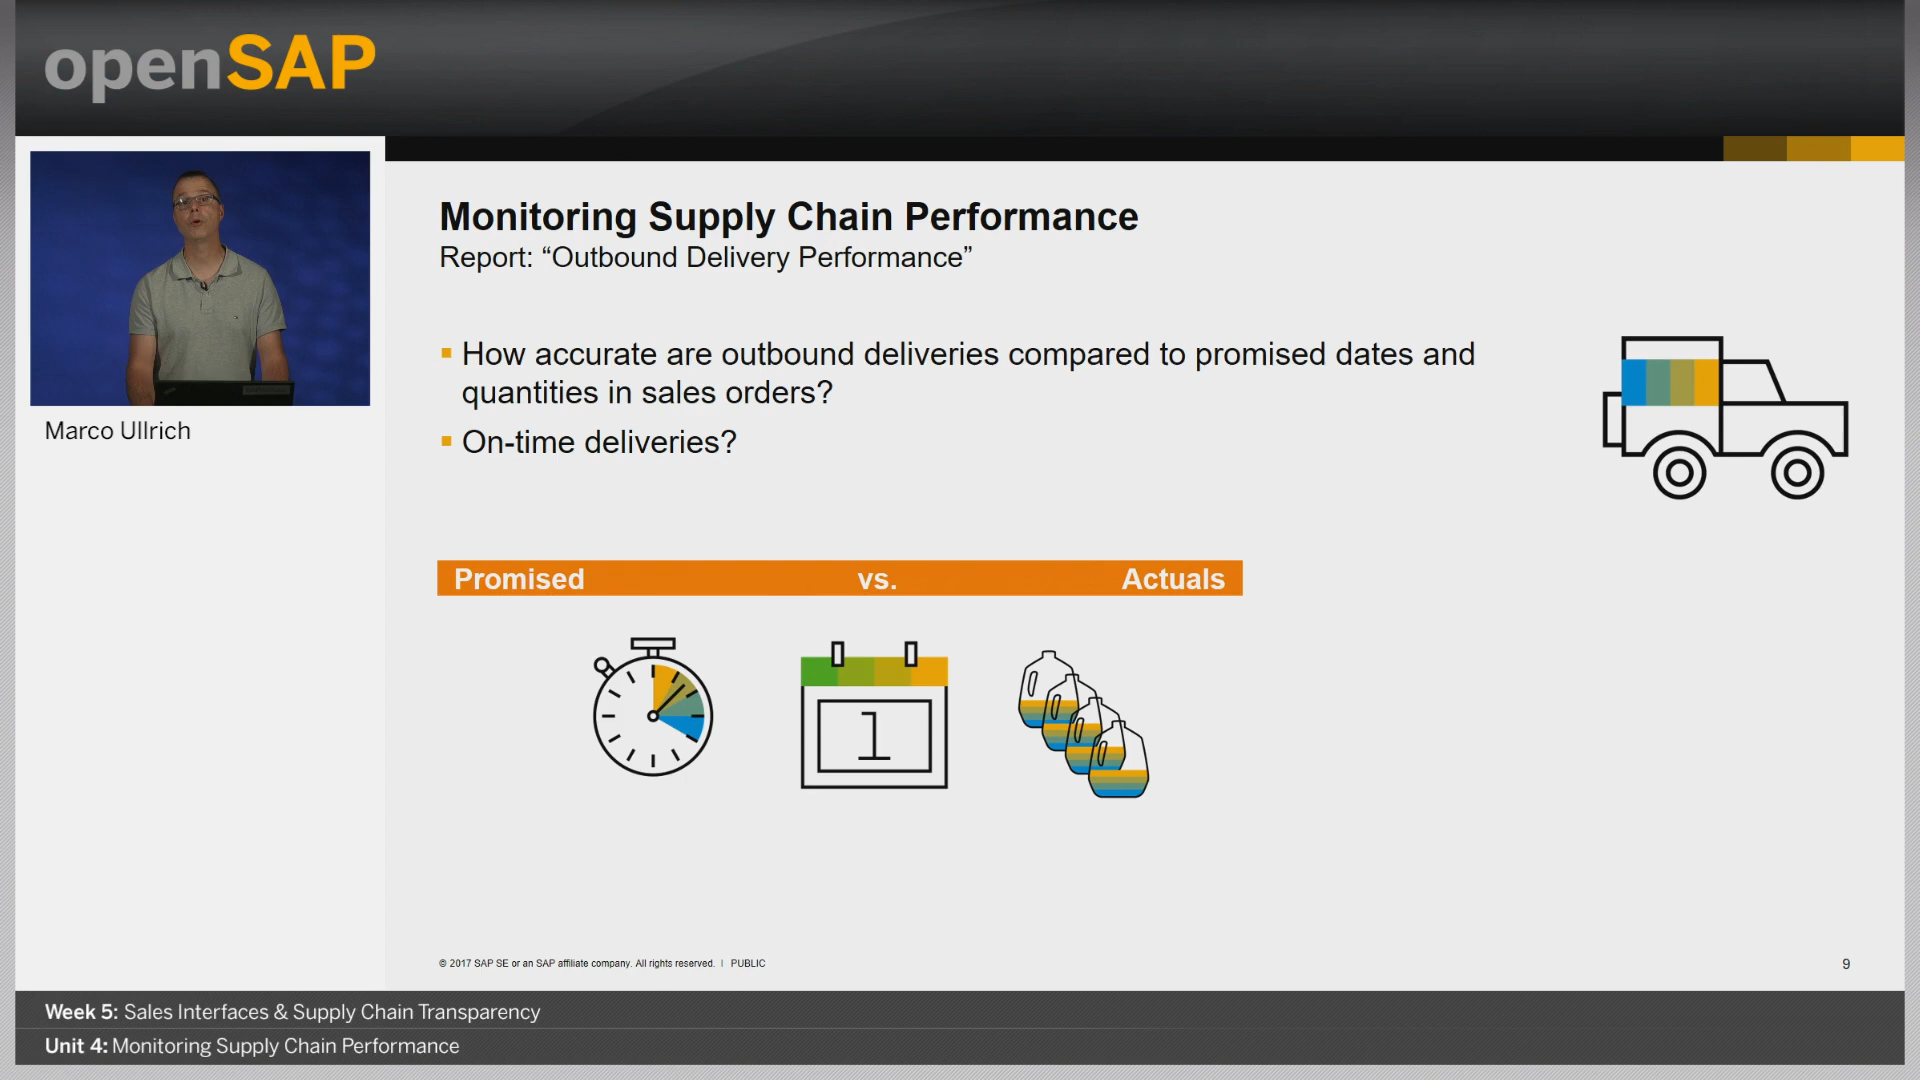 openSAP
Marco Ullrich
Monitoring Supply Chain Performance
Report: “Outbound Delivery Performance”
How accurate are outbound deliveries compared to promised dates and
quantities in sales orders?
On-time deliveries?
Promised vs. Actuals
1
© 2017 SAP SE or an SAP affiliate company. All rights reserved. | PUBLIC
9
Week 5: Sales Interfaces & Supply Chain Transparency
Unit 4: Monitoring Supply Chain Performance